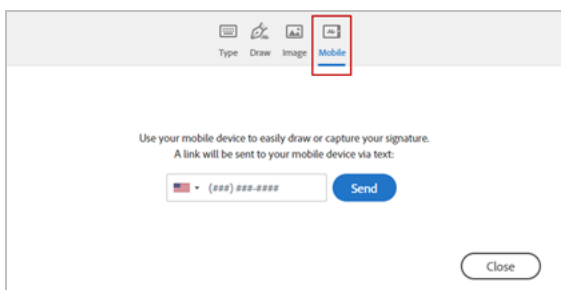 Type Draw Image Mobile
Use your mobile device to easily draw or capture your signature.
A link will be sent to your mobile device via text:
(###) ###-#### Send
Close